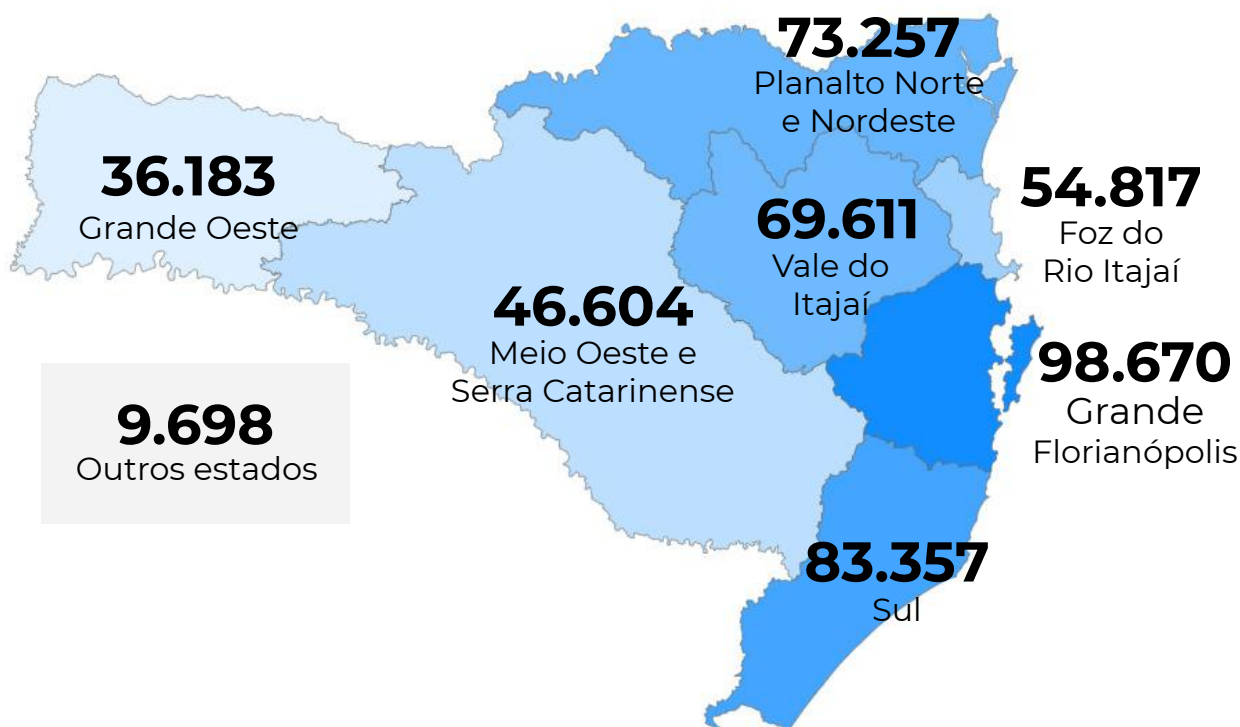 73.257
Planalto Norte
e Nordeste
36.183
Grande Oeste
54.817
Foz do
Rio Itajaí
69.611
Vale do
Itajaí
46.604
Meio Oeste e
Serra Catarinense
98.670
Grande
Florianópolis
9.698
Outros estados
83.357
Sul